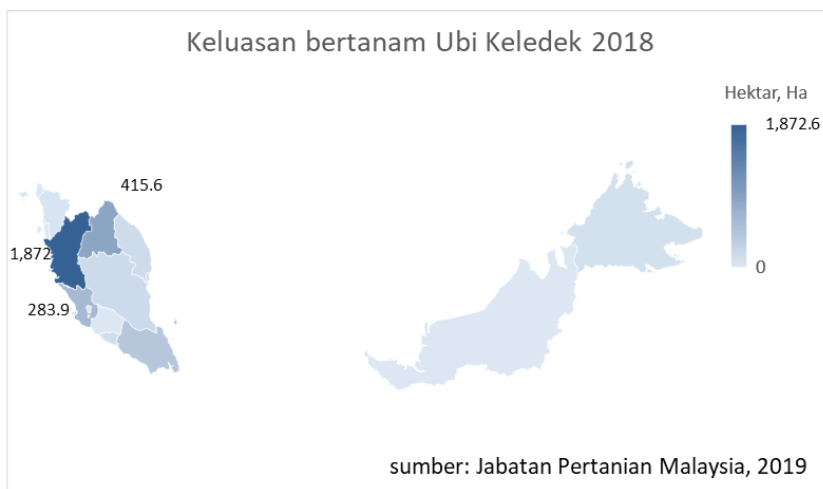 Keluasan bertanam Ubi Keledek 2018
Hektar, Ha
1,872.6
415.6
1,872
283.9
0
sumber: Jabatan Pertanian Malaysia, 2019